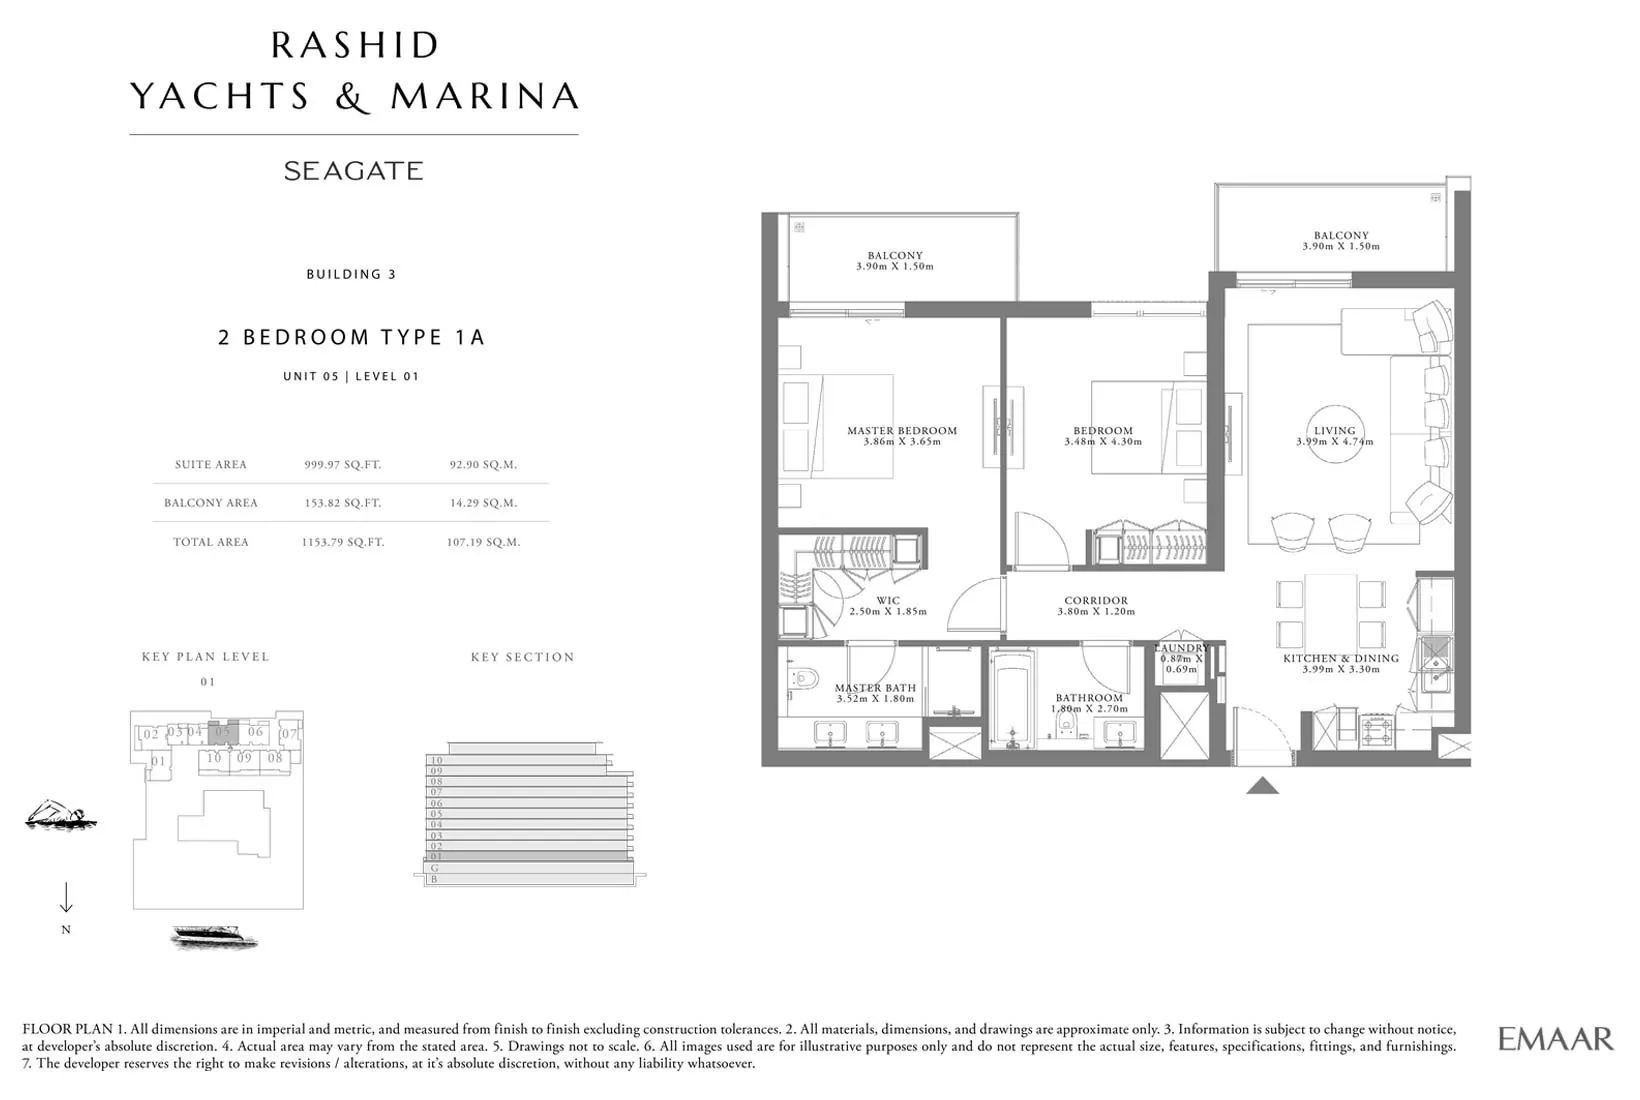 RASHID
YACHTS & MARINA
SEAGATE
BUILDING 3
2 BEDROOM TYPE 1A
UNIT 05 | LEVEL 01
SUITE AREA 999.97 SQ.FT. 92.90 SQ.M.
BALCONY AREA 153.82 SQ.FT. 14.29 SQ.M.
TOTAL AREA 1153.79 SQ.FT. 107.19 SQ.M.
KEY PLAN LEVEL
01
02 03 04 05 06 07
01 10 09 08
N
KEY SECTION
10
09
08
07
06
05
04
03
02
01
G
B
BALCONY
3.90m X 1.50m
BALCONY
3.90m X 1.50m
MASTER BEDROOM
3.86m X 3.65m
BEDROOM
3.48m X 4.30m
LIVING
3.99m X 4.74m
WIC
2.50m X 1.85m
CORRIDOR
3.80m X 1.20m
LAUNDRY
0.87m X
0.69m
KITCHEN & DINING
3.99m X 3.30m
MASTER BATH
3.52m X 1.80m
BATHROOM
1.80m X 2.70m
FLOOR PLAN 1. All dimensions are in imperial and metric, and measured from finish to finish excluding construction tolerances. 2. All materials, dimensions, and drawings are approximate only. 3. Information is subject to change without notice,
at developer's absolute discretion. 4. Actual area may vary from the stated area. 5. Drawings not to scale. 6. All images used are for illustrative purposes only and do not represent the actual size, features, specifications, fittings, and furnishings.
7. The developer reserves the right to make revisions / alterations, at it's absolute discretion, without any liability whatsoever.
EMAAR